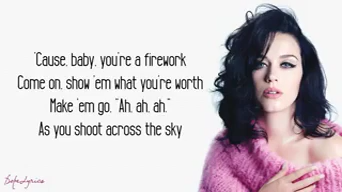 'Cause, baby, you're a firework
Come on, show 'em what you're worth
Make 'em go, "Ah, ah, ah."
As you shoot across the sky
BebeLyrics